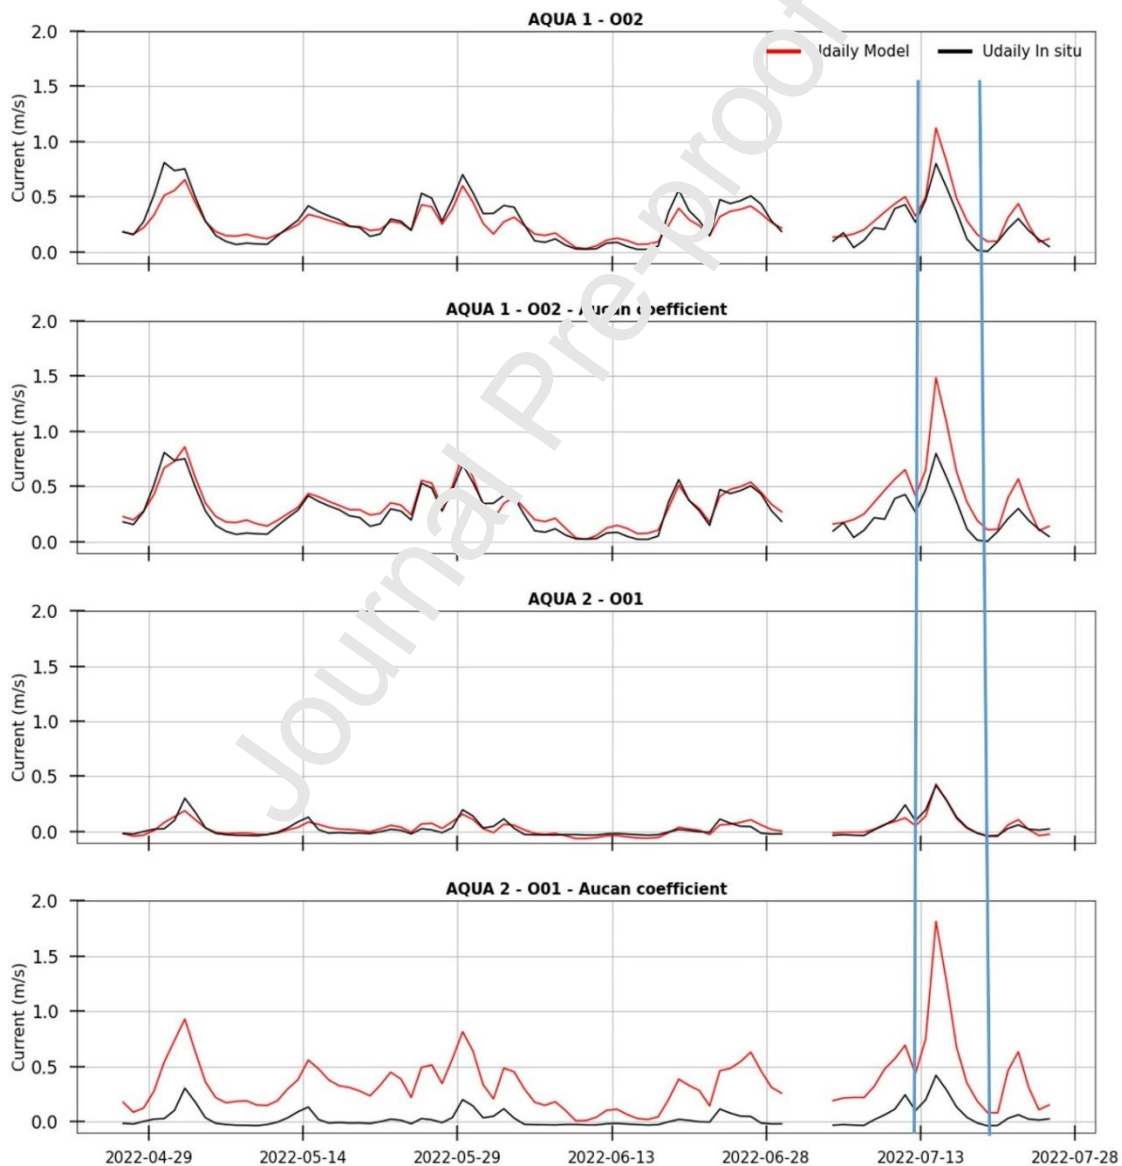 AQUA 1 - O02
2.0
Udaily Model Udaily In situ
1.5
1.0
0.5
0.0
Current (m/s)
AQUA 1 - O02 - Aucan coefficient
2.0
1.5
1.0
0.5
0.0
Current (m/s)
AQUA 2 - O01
2.0
1.5
1.0
0.5
0.0
Current (m/s)
AQUA 2 - O01 - Aucan coefficient
2.0
1.5
1.0
0.5
0.0
Current (m/s)
2022-04-29 2022-05-14 2022-05-29 2022-06-13 2022-06-28 2022-07-13 2022-07-28
Journal Pre-proof